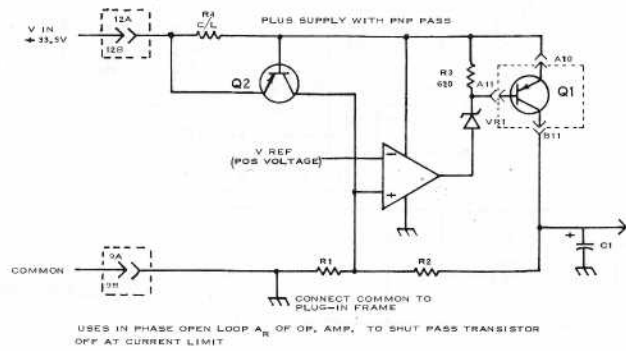 PLUS SUPPLY WITH PNP PASS
V IN
+ 33.5V
12A
12B
R4
C/L
Q2
R3
620
A11
A10
Q1
VR1
B11
V REF
(POS VOLTAGE)
−
+
+
C1
COMMON
9A
9B
R1
R2
CONNECT COMMON TO
PLUG-IN FRAME
USES IN PHASE OPEN LOOP AR OF OP. AMP. TO SHUT PASS TRANSISTOR
OFF AT CURRENT LIMIT